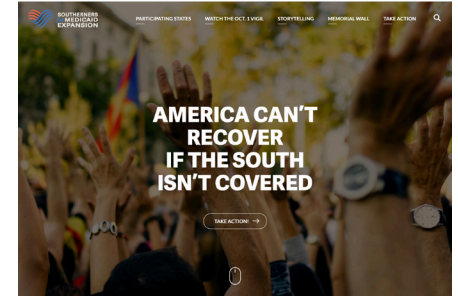 SOUTHERNERS
FOR MEDICAID
EXPANSION
PARTICIPATING STATES
WATCH THE OCT. 1 VIGIL
STORYTELLING
MEMORIAL WALL
TAKE ACTION
AMERICA CAN'T
RECOVER
IF THE SOUTH
ISN'T COVERED
TAKE ACTION!